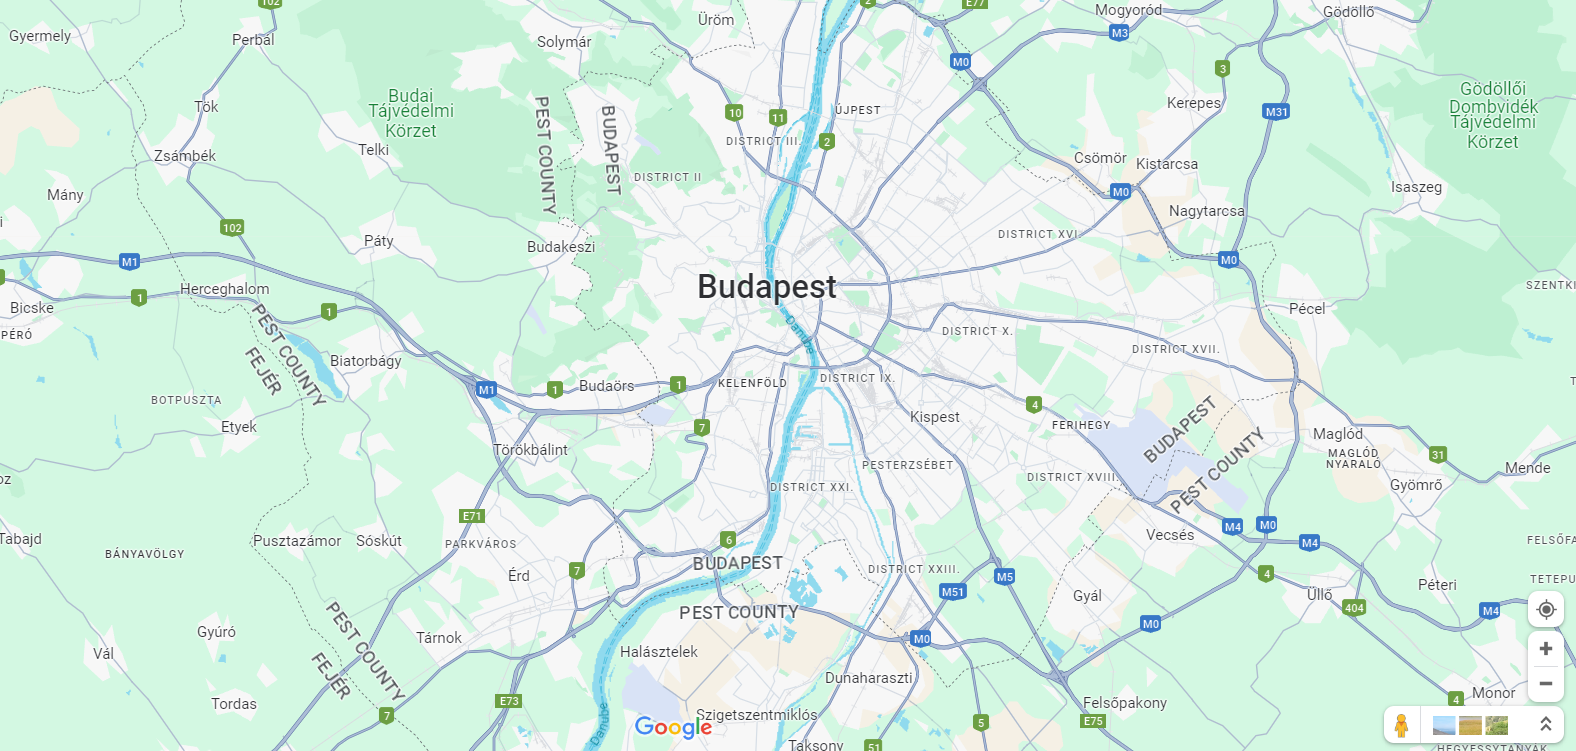 102
2
E77
Mogyoród
Gödöllő
Üröm
Gyermely
Perbál
Solymár
M3
M0
3
Budai
Tájvédelmi
Körzet
Gödöllői
Dombvidék
Tájvédelmi
Körzet
Tök
PEST COUNTY
BUDAPEST
10
11
ÚJPEST
Kerepes
M31
DISTRICT III.
2
Zsámbék
Telki
Csömör
Kistarcsa
DISTRICT II
Mány
M0
Isaszeg
Nagytarcsa
102
Páty
Budakeszi
DISTRICT XVI.
M1
M0
Herceghalom
Budapest
SZENTKI
1
Bicske
1
Pécel
PÉRÓ
PEST COUNTY
FEJÉR
Danube
DISTRICT X.
DISTRICT XVII.
Biatorbágy
M1
1
Budaörs
1
KELENFÖLD
DISTRICT IX.
BOTPUSZTA
4
Kispest
Etyek
7
FERIHEGY
BUDAPEST
PEST COUNTY
Maglód
Törökbálint
MAGLÓD
NYARALÓ
31
PESTERZSÉBET
Mende
oz
DISTRICT XVIII.
Gyömrő
DISTRICT XXI.
E71
M4
M0
Vecsés
Tabajd
Pusztazámor
Sóskút
PARKVÁROS
6
M4
FELSŐFA
BÁNYAVÖLGY
BUDAPEST
Érd
7
DISTRICT XXIII.
M5
4
TETEPU
M51
Gyál
Üllő
Péteri
PEST COUNTY
FEJÉR
PEST COUNTY
404
M4
Gyúró
Tárnok
M0
M0
Vál
Halásztelek
Dunaharaszti
Tordas
E73
Danube
Felsőpakony
4
Monor
7
Google
Szigetszentmiklós
5
E75
Taksony
51
HEGYESSYTANYÁK